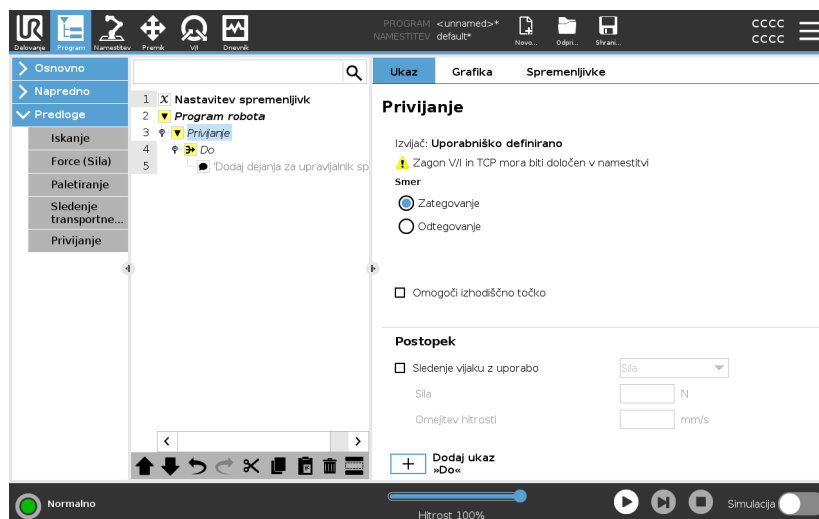 PROGRAM <unnamed>*
NAMESTITEV default*
Delovanje
Program
Namestitev
Premik
V/I
Dnevnik
Novo...
Odpri...
Shrani...
CCCC
CCCC
Osnovno
Napredno
Predloge
Iskanje
Force (Sila)
Paletiranje
Sledenje
transportne...
Privijanje
1 X Nastavitev spremenljivk
2 Program robota
3 Privijanje
4 Do
5 'Dodaj dejanja za upravljalnik sp
Ukaz
Grafika
Spremenljivke
Privijanje
Izvijač: Uporabniško definirano
Zagon V/I in TCP mora biti določen v namestitvi
Smer
Zategovanje
Odtegovanje
Omogoči izhodiščno točko
Postopek
Sledenje vijaku z uporabo
Sila
Sila
N
Omejitev hitrosti
mm/s
Dodaj ukaz
»Do«
Normalno
Hitrost 100%
Simulacija